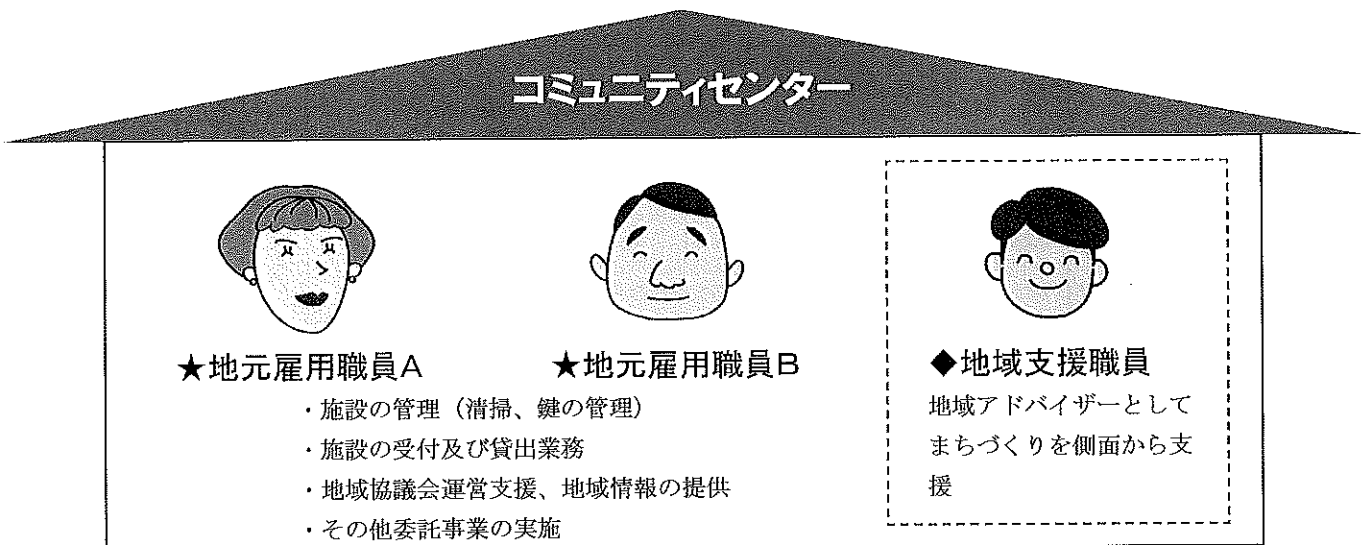 コミュニティセンター
★地元雇用職員A
★地元雇用職員B
・施設の管理（清掃、鍵の管理）
・施設の受付及び貸出業務
・地域協議会運営支援、地域情報の提供
・その他委託事業の実施
◆地域支援職員
地域アドバイザーとして
まちづくりを側面から支
援